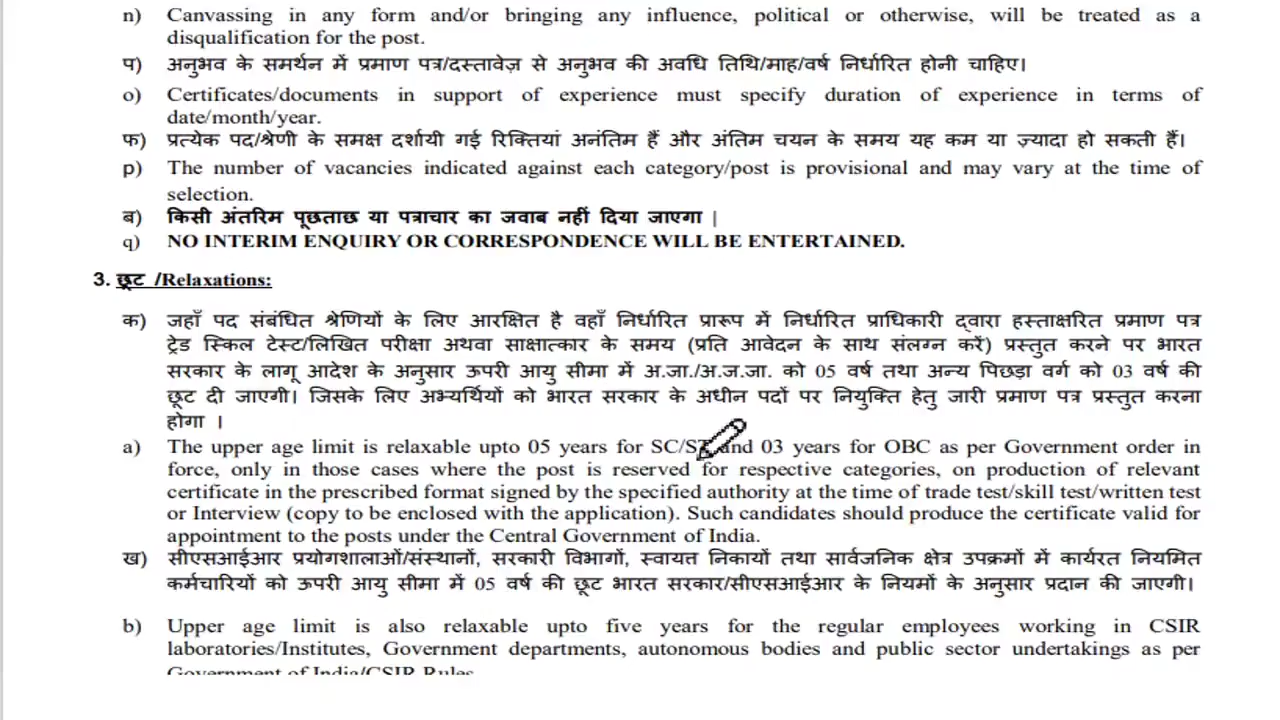 n) Canvassing in any form and/or bringing any influence, political or otherwise, will be treated as a
disqualification for the post.
प) अनुभव के समर्थन में प्रमाण पत्र/दस्तावेज़ से अनुभव की अवधि तिथि/माह/वर्ष निर्धारित होनी चाहिए।
o) Certificates/documents in support of experience must specify duration of experience in terms of
date/month/year.
फ) प्रत्येक पद/श्रेणी के समक्ष दर्शायी गई रिक्तियां अनंतिम हैं और अंतिम चयन के समय यह कम या ज़्यादा हो सकती हैं।
p) The number of vacancies indicated against each category/post is provisional and may vary at the time of
selection.
ब) किसी अंतरिम पूछताछ या पत्राचार का जवाब नहीं दिया जाएगा |
q) NO INTERIM ENQUIRY OR CORRESPONDENCE WILL BE ENTERTAINED.
3. छूट /Relaxations:
क) जहाँ पद संबंधित श्रेणियों के लिए आरक्षित है वहाँ निर्धारित प्रारूप में निर्धारित प्राधिकारी द्वारा हस्ताक्षरित प्रमाण पत्र
ट्रेड स्किल टेस्ट/लिखित परीक्षा अथवा साक्षात्कार के समय (प्रति आवेदन के साथ संलग्न करें) प्रस्तुत करने पर भारत
सरकार के लागू आदेश के अनुसार ऊपरी आयु सीमा में अ.जा./अ.ज.जा. को 05 वर्ष तथा अन्य पिछड़ा वर्ग को 03 वर्ष की
छूट दी जाएगी। जिसके लिए अभ्यर्थियों को भारत सरकार के अधीन पदों पर नियुक्ति हेतु जारी प्रमाण पत्र प्रस्तुत करना
होगा ।
a) The upper age limit is relaxable upto 05 years for SC/ and 03 years for OBC as per Government order in
force, only in those cases where the post is reserved for respective categories, on production of relevant
certificate in the prescribed format signed by the specified authority at the time of trade test/skill test/written test
or Interview (copy to be enclosed with the application). Such candidates should produce the certificate valid for
appointment to the posts under the Central Government of India.
ख) सीएसआईआर प्रयोगशालाओं/संस्थानों, सरकारी विभागों, स्वायत्त निकायों तथा सार्वजनिक क्षेत्र उपक्रमों में कार्यरत नियमित
कर्मचारियों को ऊपरी आयु सीमा में 05 वर्ष की छूट भारत सरकार/सीएसआईआर के नियमों के अनुसार प्रदान की जाएगी।
b) Upper age limit is also relaxable upto five years for the regular employees working in CSIR
laboratories/Institutes, Government departments, autonomous bodies and public sector undertakings as per
Government of India/CSIR Rules